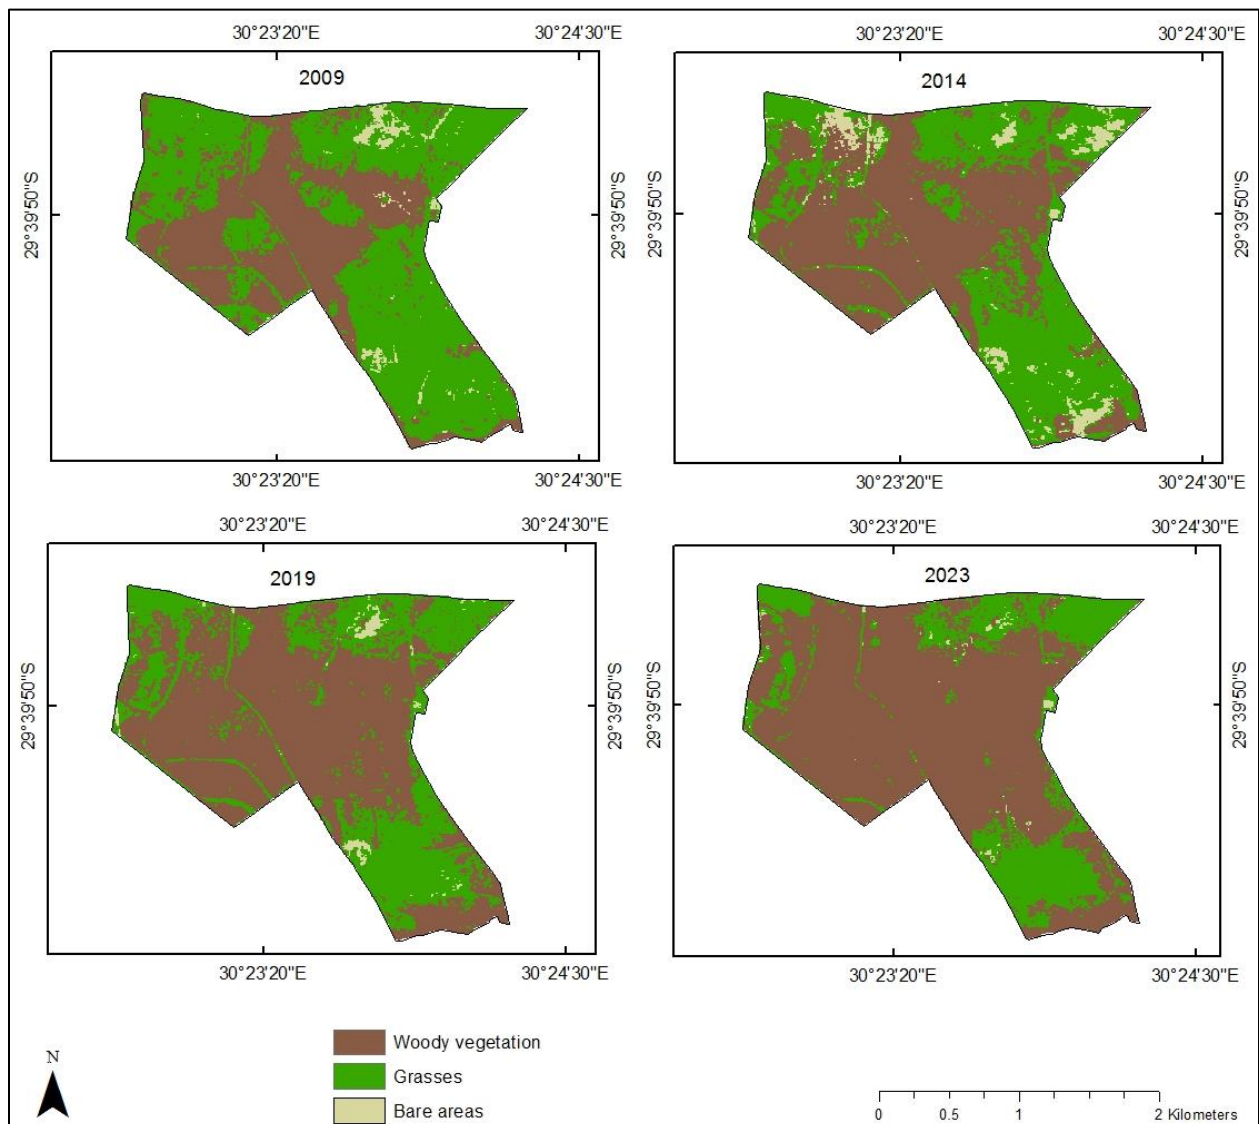 30°23'20"E 30°24'30"E 30°23'20"E 30°24'30"E
2009 2014
29°39'50"S 29°39'50"S 29°39'50"S 29°39'50"S
30°23'20"E 30°24'30"E 30°23'20"E 30°24'30"E
30°23'20"E 30°24'30"E 30°23'20"E 30°24'30"E
2019 2023
29°39'50"S 29°39'50"S 29°39'50"S 29°39'50"S
30°23'20"E 30°24'30"E 30°23'20"E 30°24'30"E
Woody vegetation
N
Grasses
Bare areas
0 0.5 1 2 Kilometers